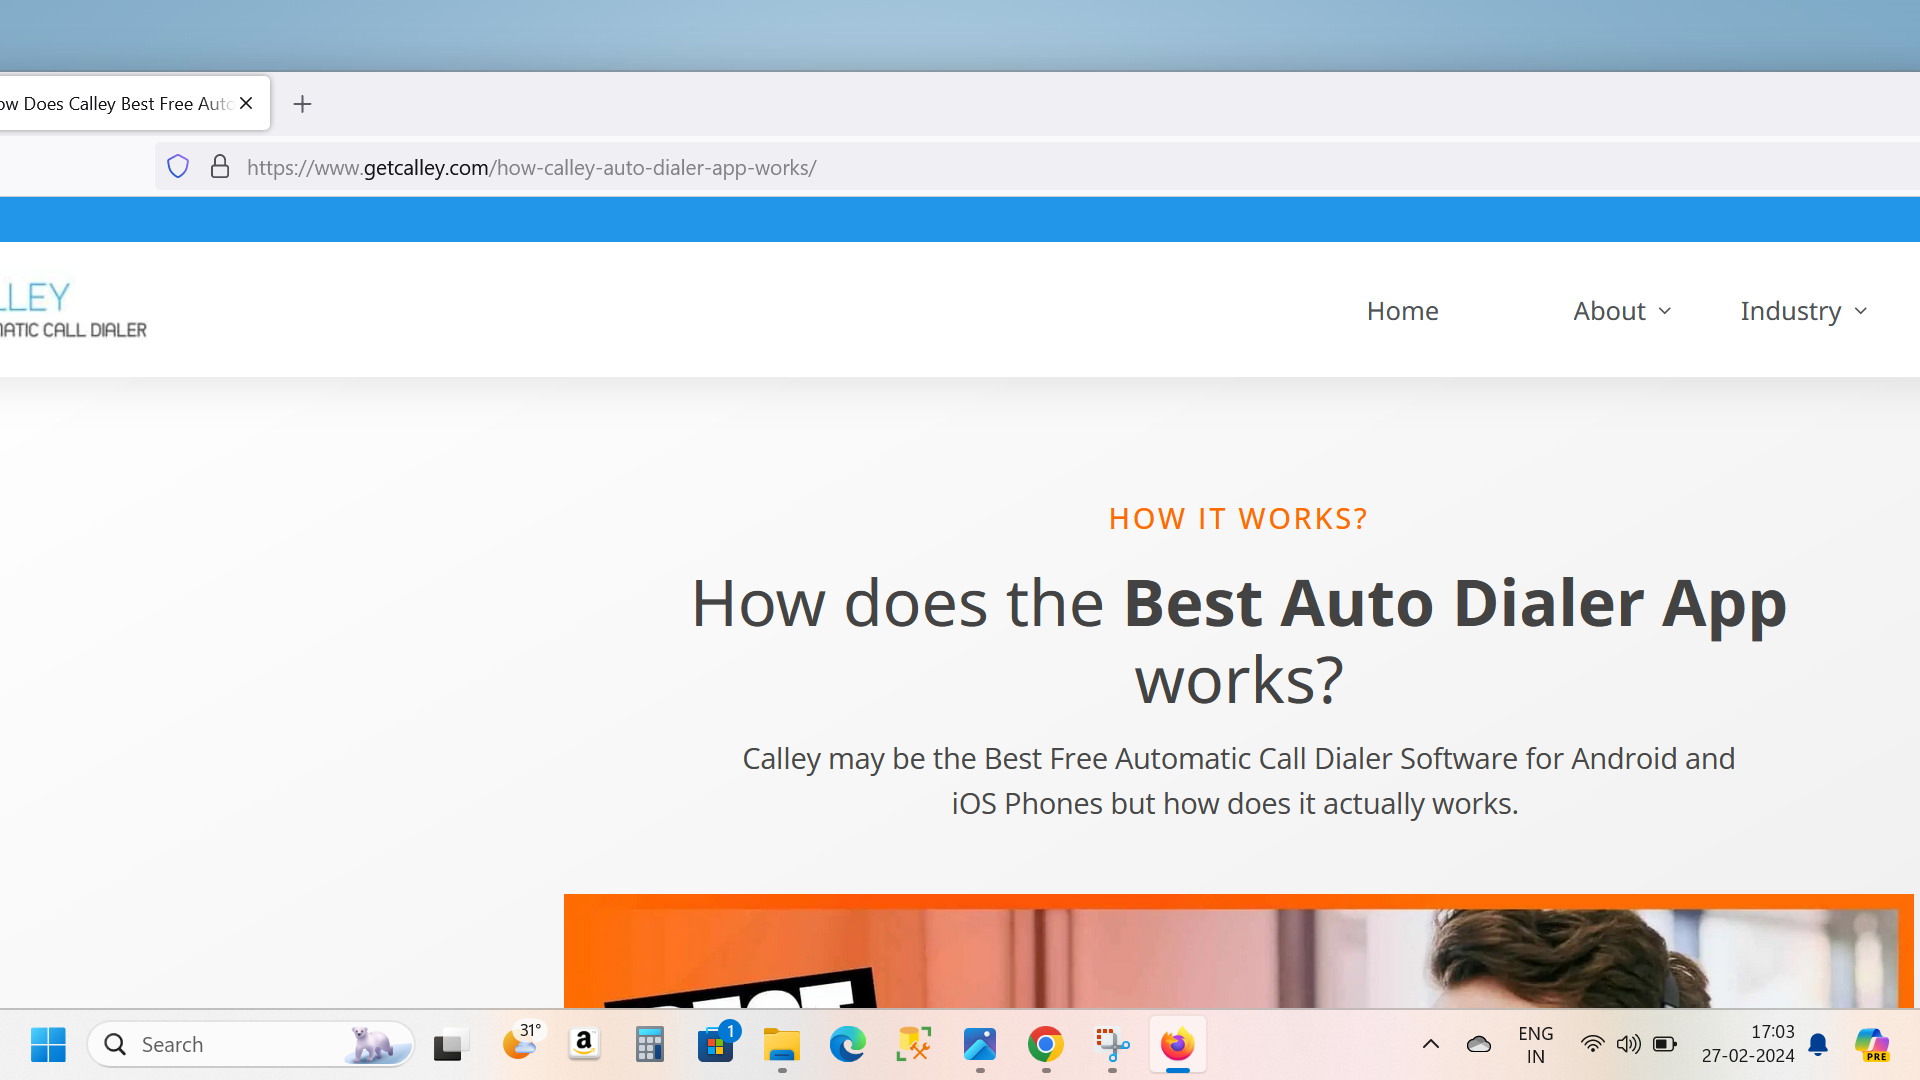 ow Does Calley Best Free Auto
https://www.getcalley.com/how-calley-auto-dialer-app-works/
LLEY
MATIC CALL DIALER
Home
About
Industry
HOW IT WORKS?
How does the Best Auto Dialer App
works?
Calley may be the Best Free Automatic Call Dialer Software for Android and
iOS Phones but how does it actually works.
BEST
Search
31°
1
ENG
IN
17:03
27-02-2024
PRE